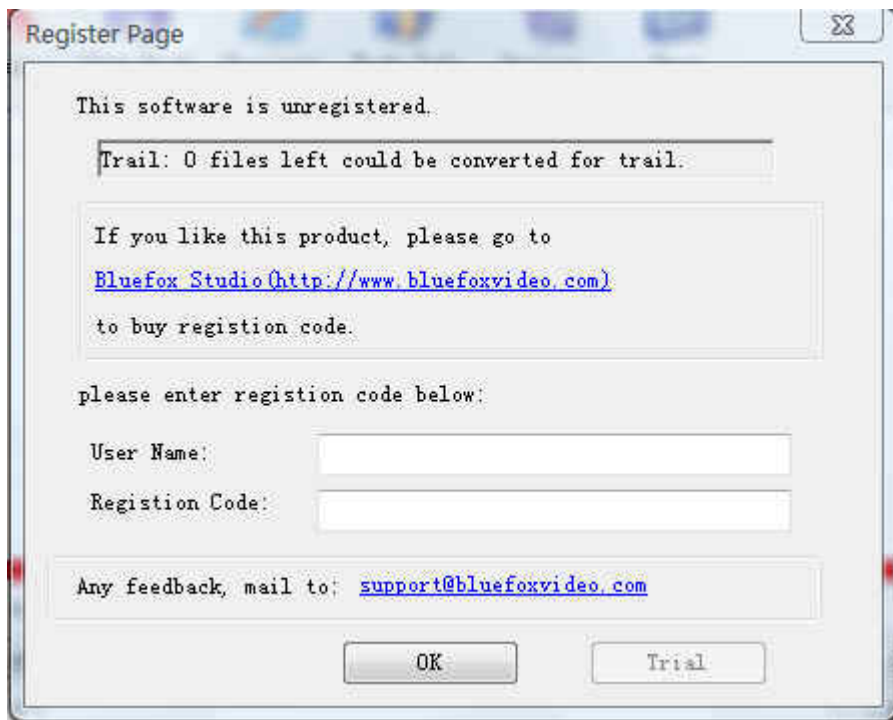 Register Page
This software is unregistered.
Trail: 0 files left could be converted for trail.
If you like this product, please go to
Bluefox Studio(http://www.bluefoxvideo.com)
to buy registion code.
please enter registion code below:
User Name:
Registion Code:
Any feedback, mail to: support@bluefoxvideo.com
OK Trial